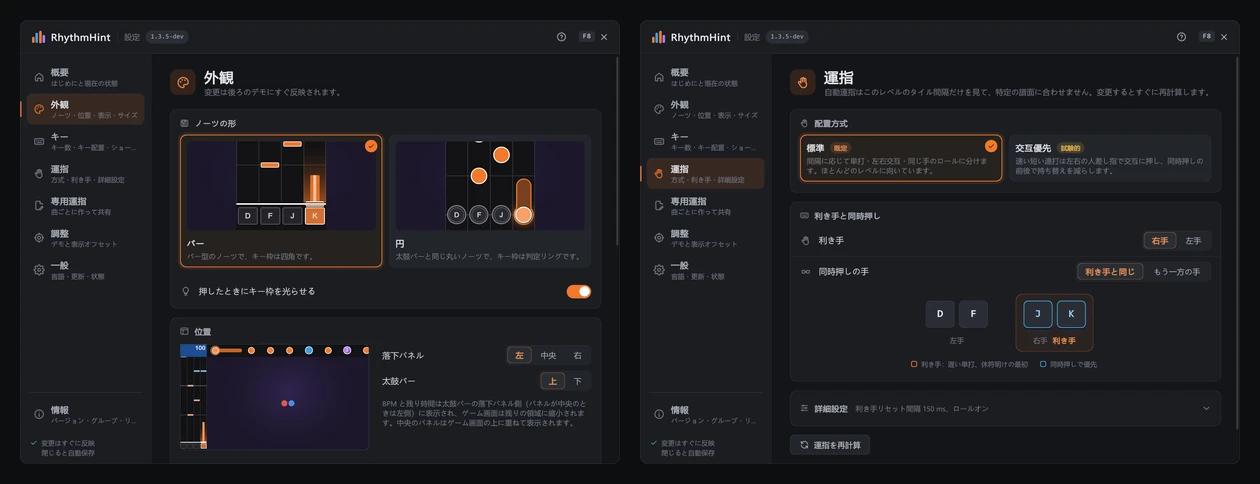 RhythmHint 設定 1.3.5-dev F8
概要
はじめにと現在の状態
外観
ノーツ・位置・表示・サイズ
キー
キー数・キー配置・ショー...
運指
方式・利き手・詳細設定
専用運指
曲ごとに作って共有
調整
デモと表示オフセット
一般
言語・更新・状態
情報
バージョン・グループ・リ...
変更はすぐに反映
閉じると自動保存
外観
変更は後ろのデモにすぐ反映されます。
ノーツの形
D F J K
バー
バー型のノーツで、キー枠は四角です。
D F J
円
太鼓バーと同じ丸いノーツで、キー枠は判定リングです。
押したときにキー枠を光らせる
位置
100
落下パネル 左 中央 右
太鼓バー 上 下
BPM と残り時間は太鼓バーの落下パネル側（パネルが中央のと
きは左側）に表示され、ゲーム画面は残りの領域に縮小されま
す。中央のパネルはゲーム画面の上に重ねて表示されます。
RhythmHint 設定 1.3.5-dev F8
概要
はじめにと現在の状態
外観
ノーツ・位置・表示・サイズ
キー
キー数・キー配置・ショー...
運指
方式・利き手・詳細設定
専用運指
曲ごとに作って共有
調整
デモと表示オフセット
一般
言語・更新・状態
情報
バージョン・グループ・リ...
変更はすぐに反映
閉じると自動保存
運指
自動運指はこのレベルのタイル間隔だけを見て、特定の譜面に合わせません。変更するとすぐに再計算します。
配置方式
標準 既定
間隔に応じて単打・左右交互・同じ手のロールに分けま
す。ほとんどのレベルに向いています。
交互優先 試験的
速い短い連打は左右の人差し指で交互に押し、同時押しの
前後で持ち替えを減らします。
利き手と同時押し
利き手 右手 左手
同時押しの手 利き手と同じ もう一方の手
D F J K
左手 右手 利き手
利き手：遅い単打、休符明けの最初 同時押しで優先
詳細設定 利き手リセット間隔 150 ms、ロールオン
運指を再計算